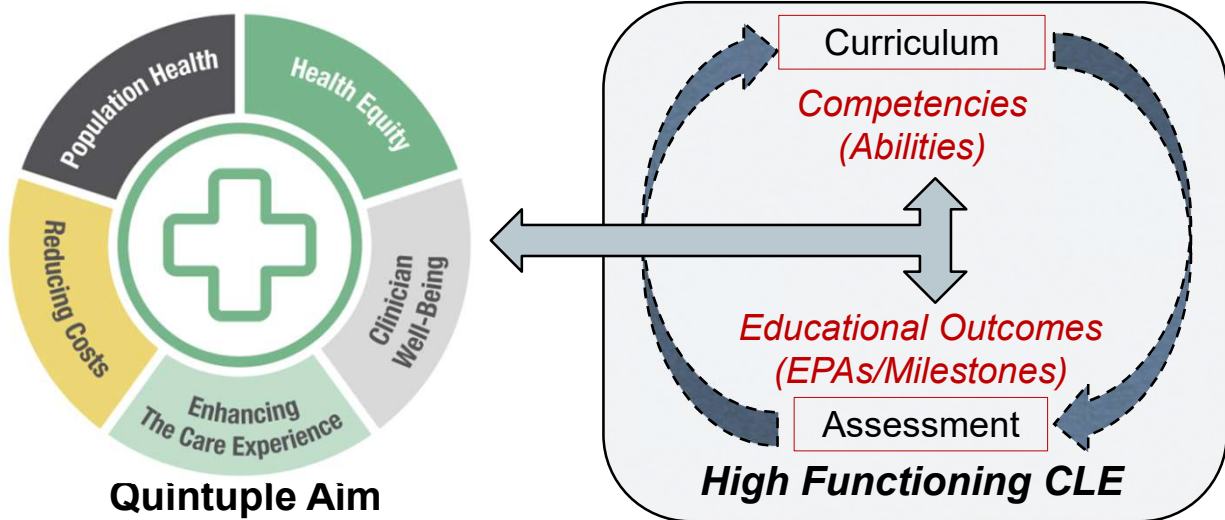 Population Health
Health Equity
Reducing Costs
Clinician
Well-Being
Enhancing
The Care Experience
Quintuple Aim
Curriculum
Competencies
(Abilities)
Educational Outcomes
(EPAs/Milestones)
Assessment
High Functioning CLE